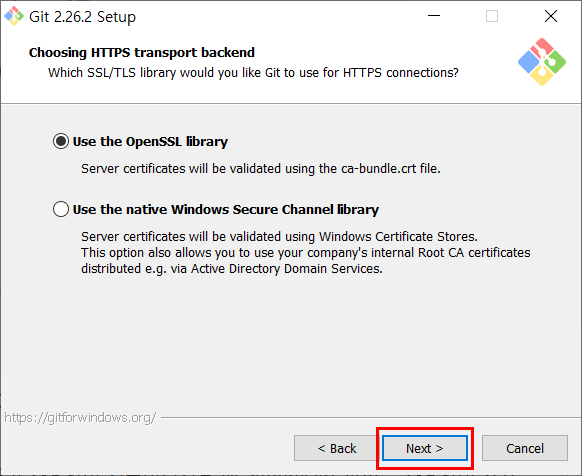 Git 2.26.2 Setup
Choosing HTTPS transport backend
Which SSL/TLS library would you like Git to use for HTTPS connections?
Use the OpenSSL library
Server certificates will be validated using the ca-bundle.crt file.
Use the native Windows Secure Channel library
Server certificates will be validated using Windows Certificate Stores.
This option also allows you to use your company's internal Root CA certificates
distributed e.g. via Active Directory Domain Services.
https://gitforwindows.org/
< Back
Next >
Cancel